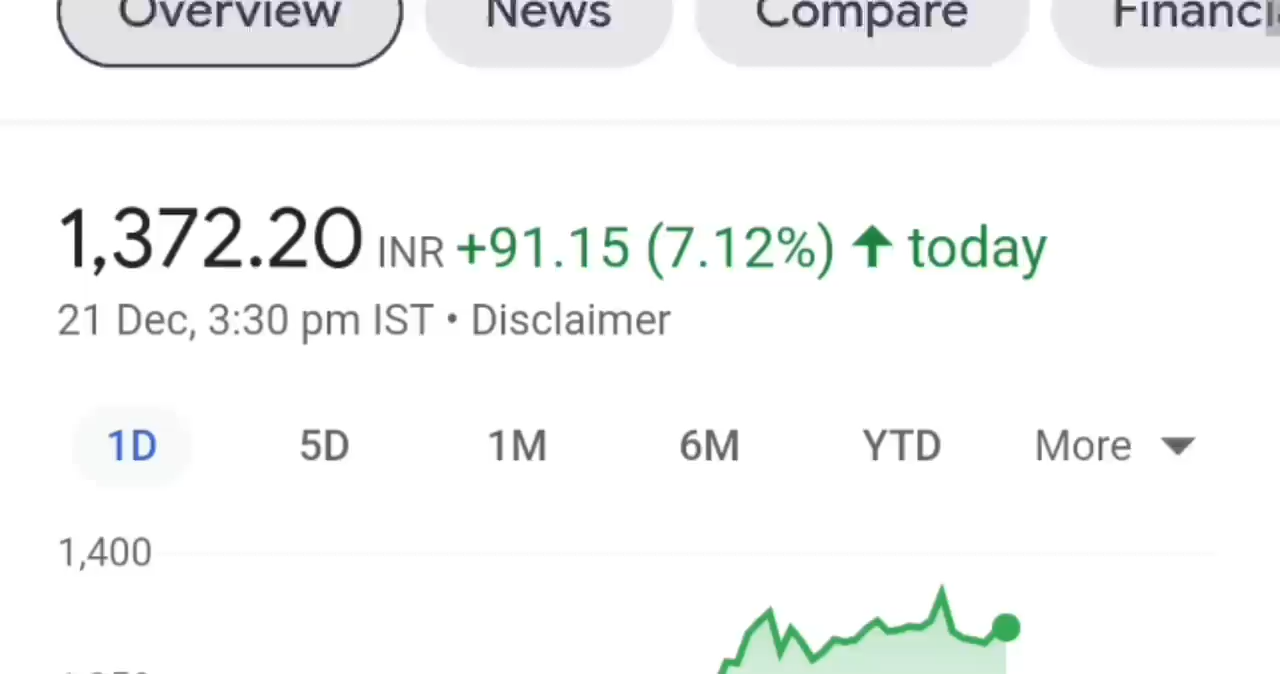 Overview News Compare
1,372.20 INR +91.15 (7.12%) ↑ today
21 Dec, 3:30 pm IST • Disclaimer
1D 5D 1M 6M YTD More
1,400